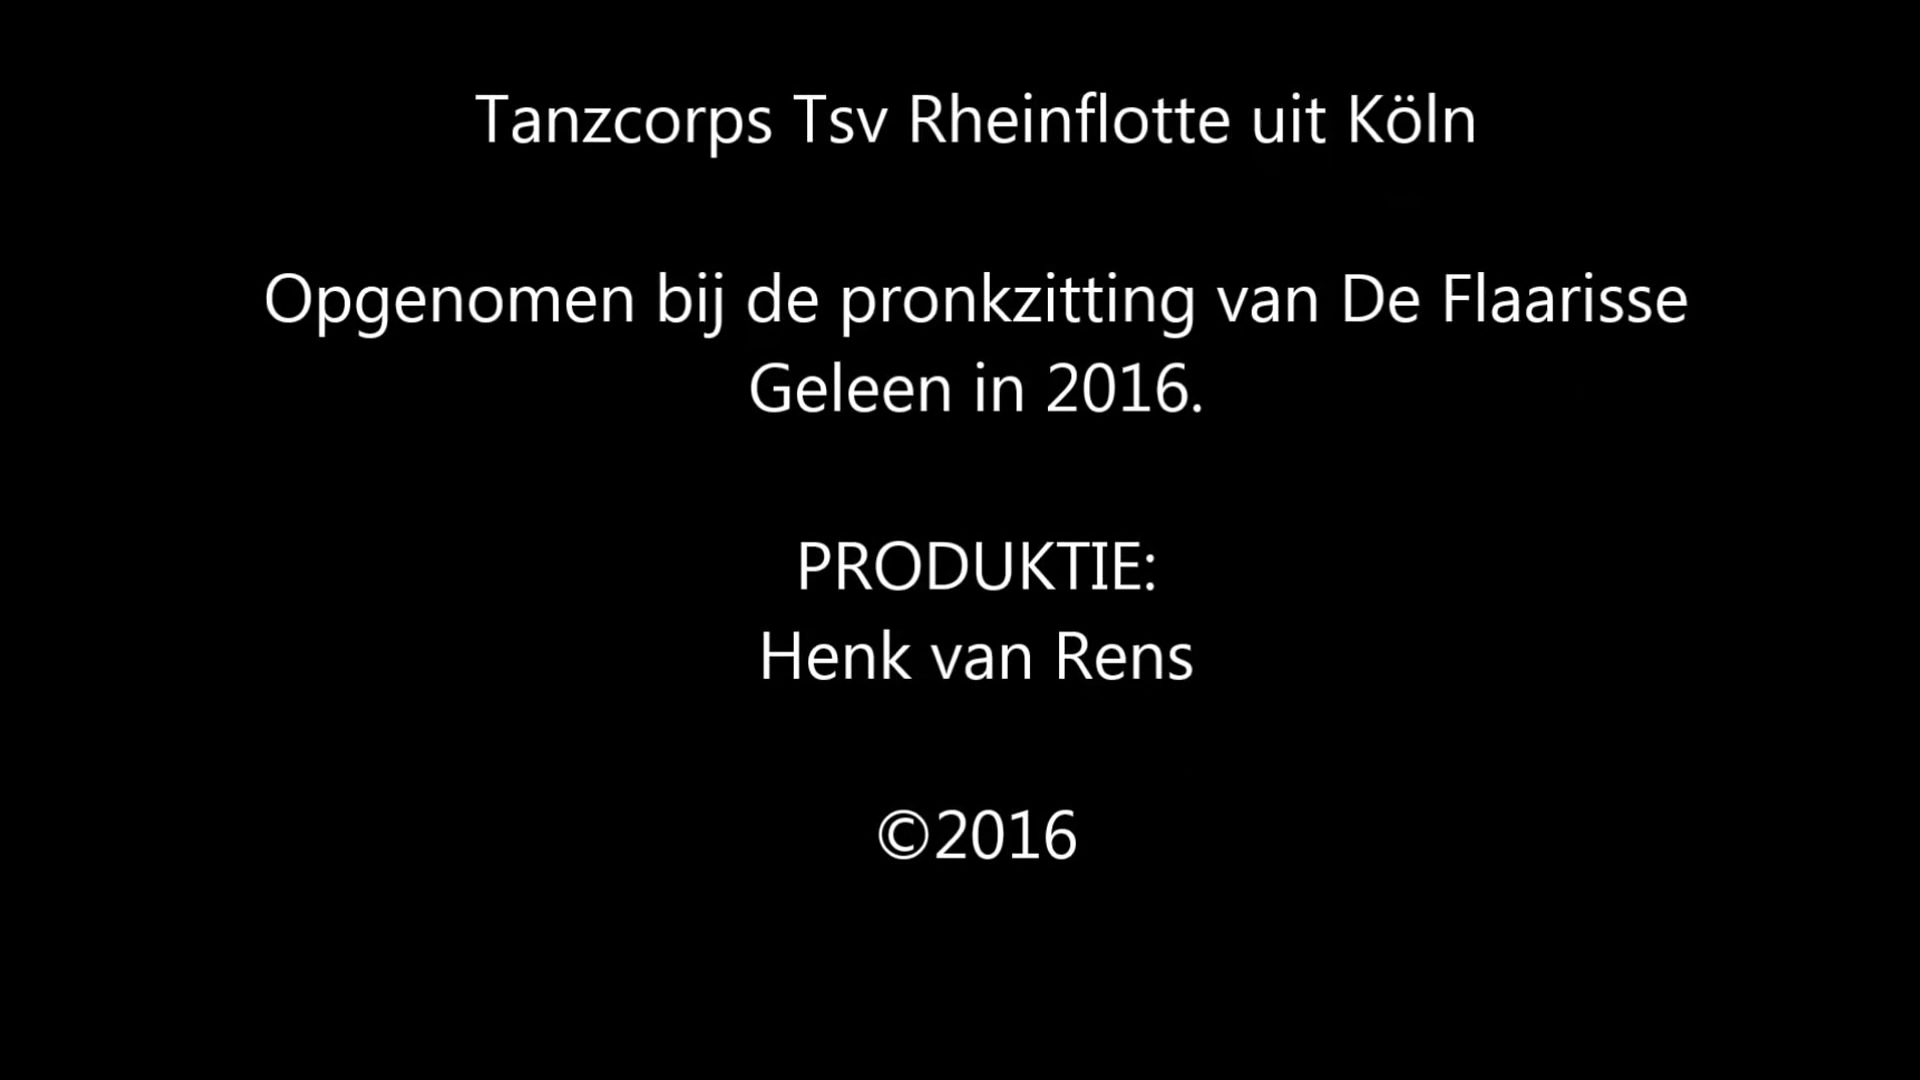 Tanzcorps Tsv Rheinflotte uit Köln
Opgenomen bij de pronkzitting van De Flaarisse
Geleen in 2016.
PRODUKTIE:
Henk van Rens
©2016